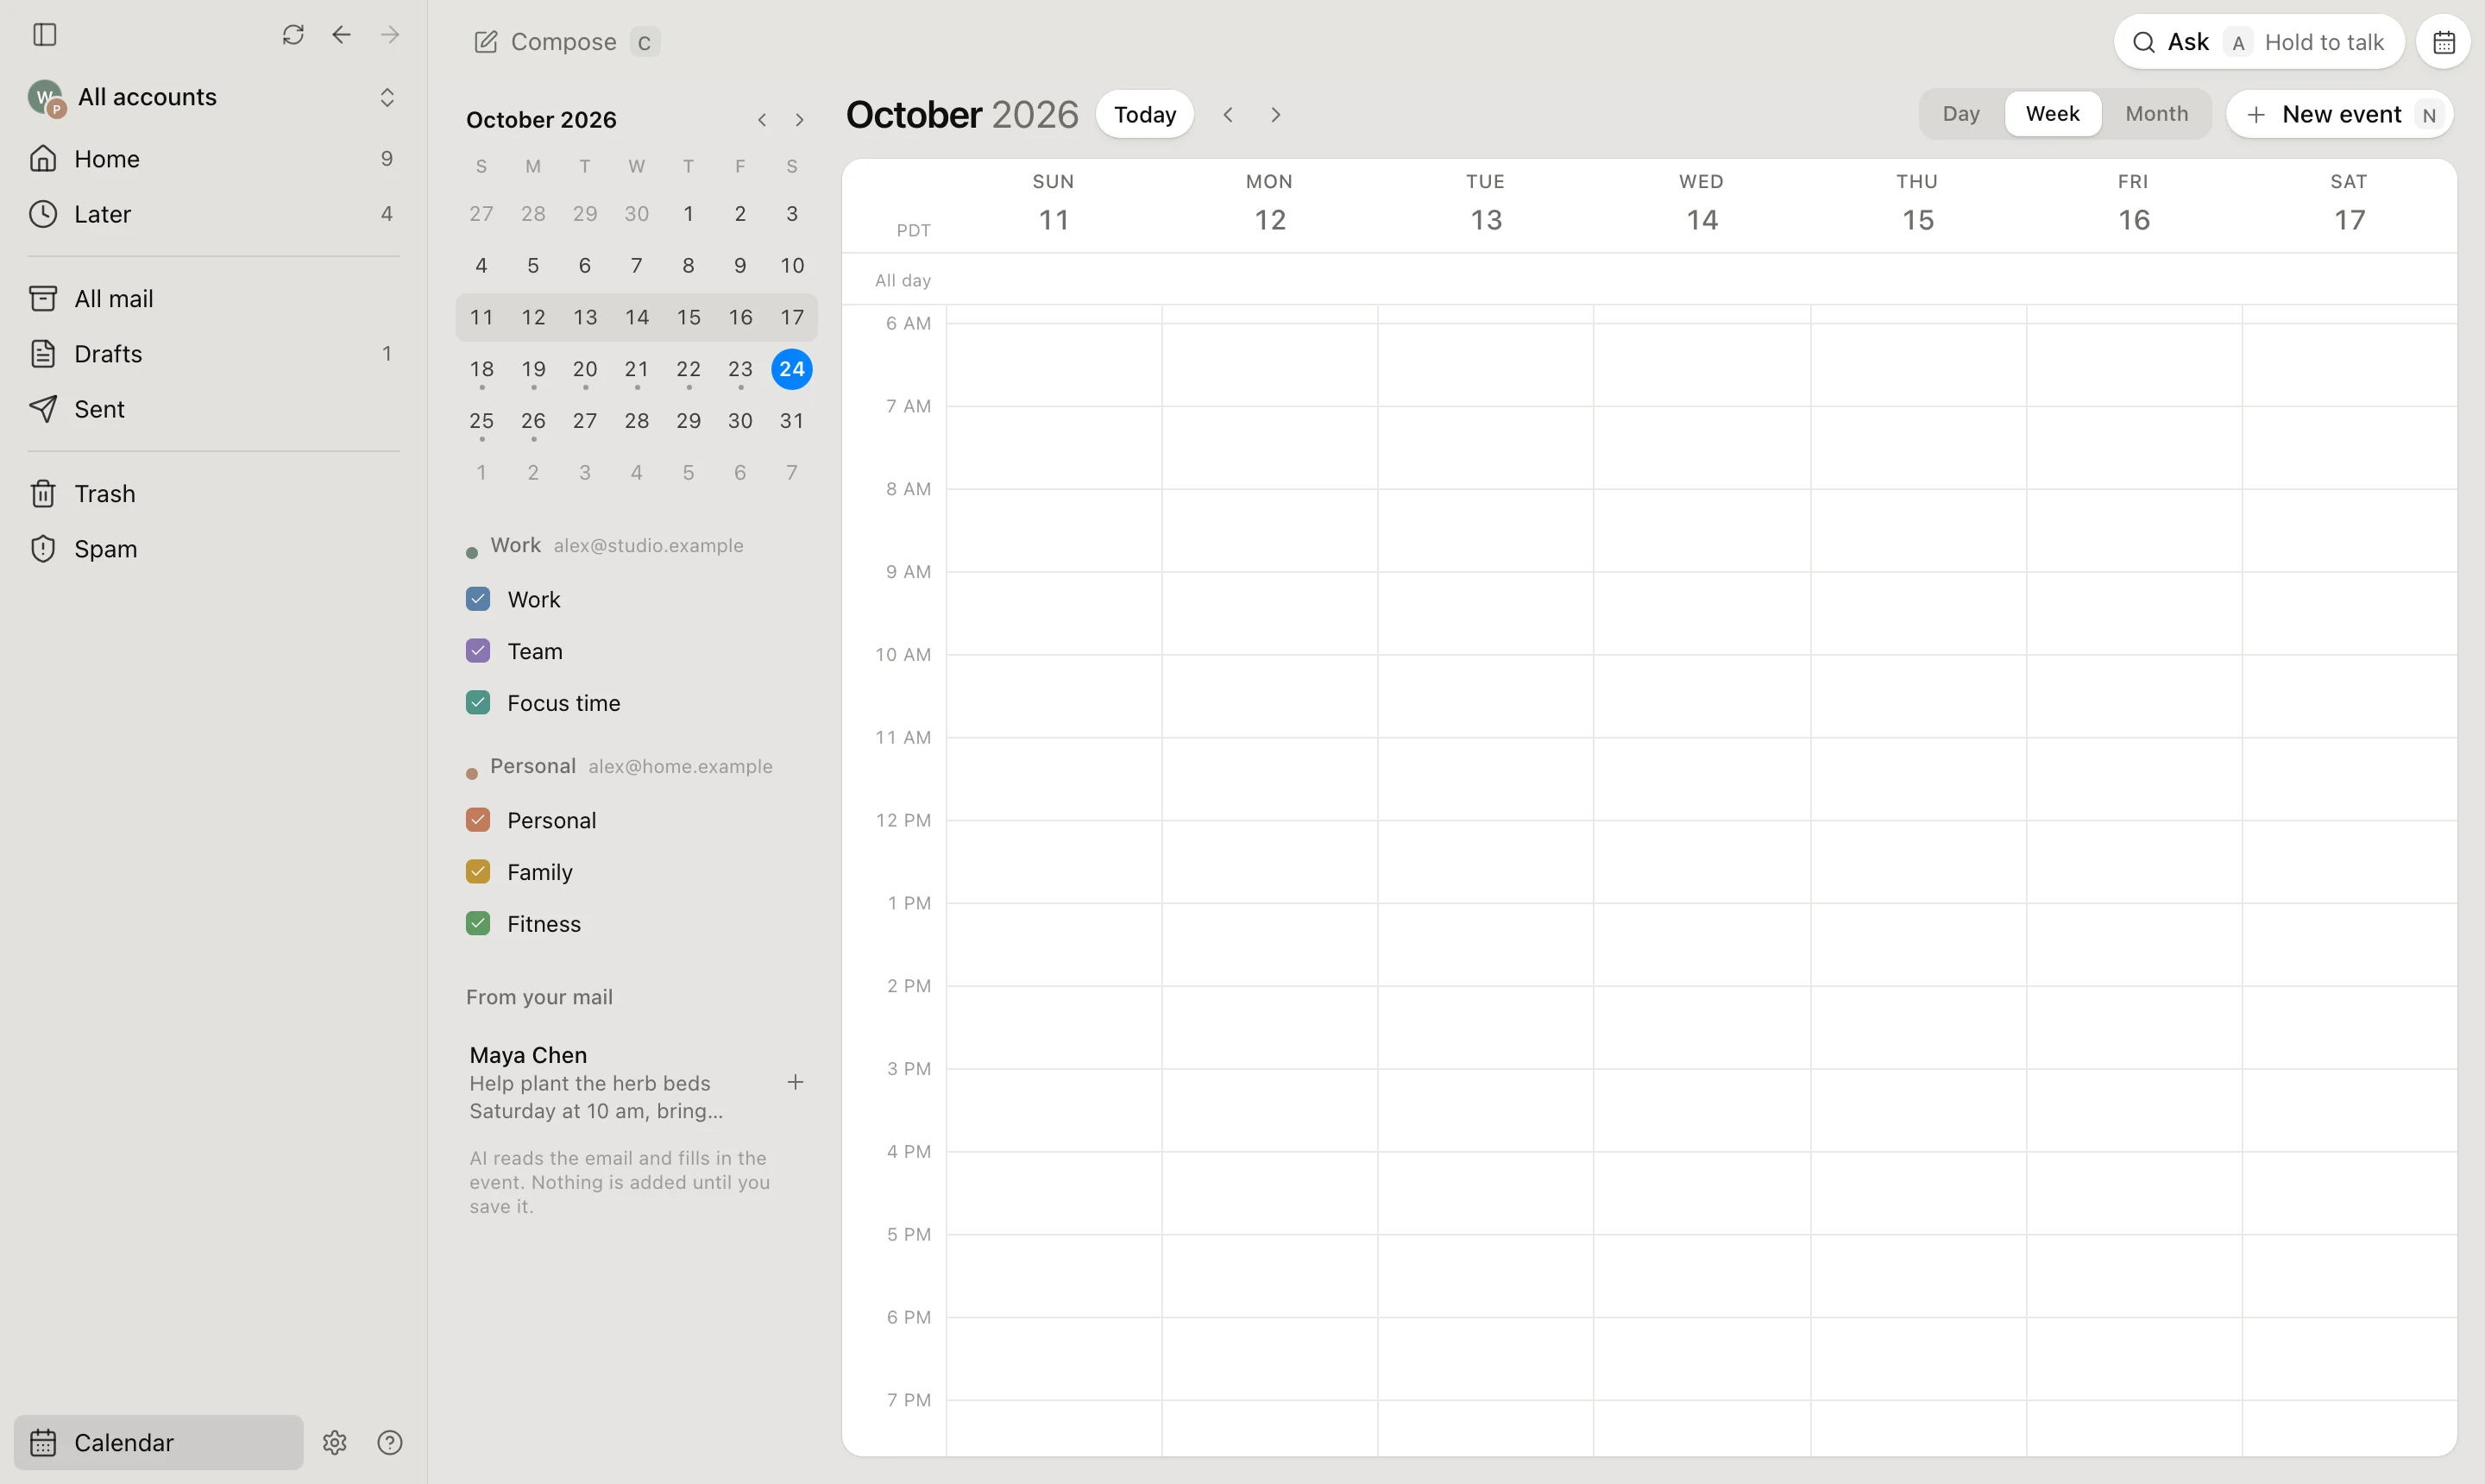 All accounts
W
P
Home 9
Later 4
All mail
Drafts 1
Sent
Trash
Spam
Calendar
Compose C
October 2026
S M T W T F S
27 28 29 30 1 2 3
4 5 6 7 8 9 10
11 12 13 14 15 16 17
18 19 20 21 22 23 24
25 26 27 28 29 30 31
1 2 3 4 5 6 7
Work alex@studio.example
Work
Team
Focus time
Personal alex@home.example
Personal
Family
Fitness
From your mail
Maya Chen
Help plant the herb beds
Saturday at 10 am, bring...
AI reads the email and fills in the
event. Nothing is added until you
save it.
Ask A Hold to talk
October 2026 Today
Day Week Month
New event N
SUN MON TUE WED THU FRI SAT
PDT 11 12 13 14 15 16 17
All day
6 AM
7 AM
8 AM
9 AM
10 AM
11 AM
12 PM
1 PM
2 PM
3 PM
4 PM
5 PM
6 PM
7 PM